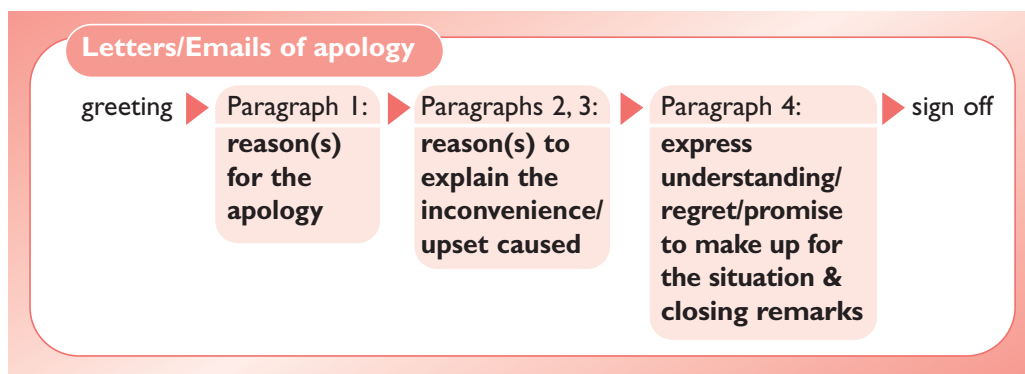 Letters/Emails of apology
greeting
Paragraph 1:
reason(s)
for the
apology
Paragraphs 2, 3:
reason(s) to
explain the
inconvenience/
upset caused
Paragraph 4:
express
understanding/
regret/promise
to make up for
the situation &
closing remarks
sign off